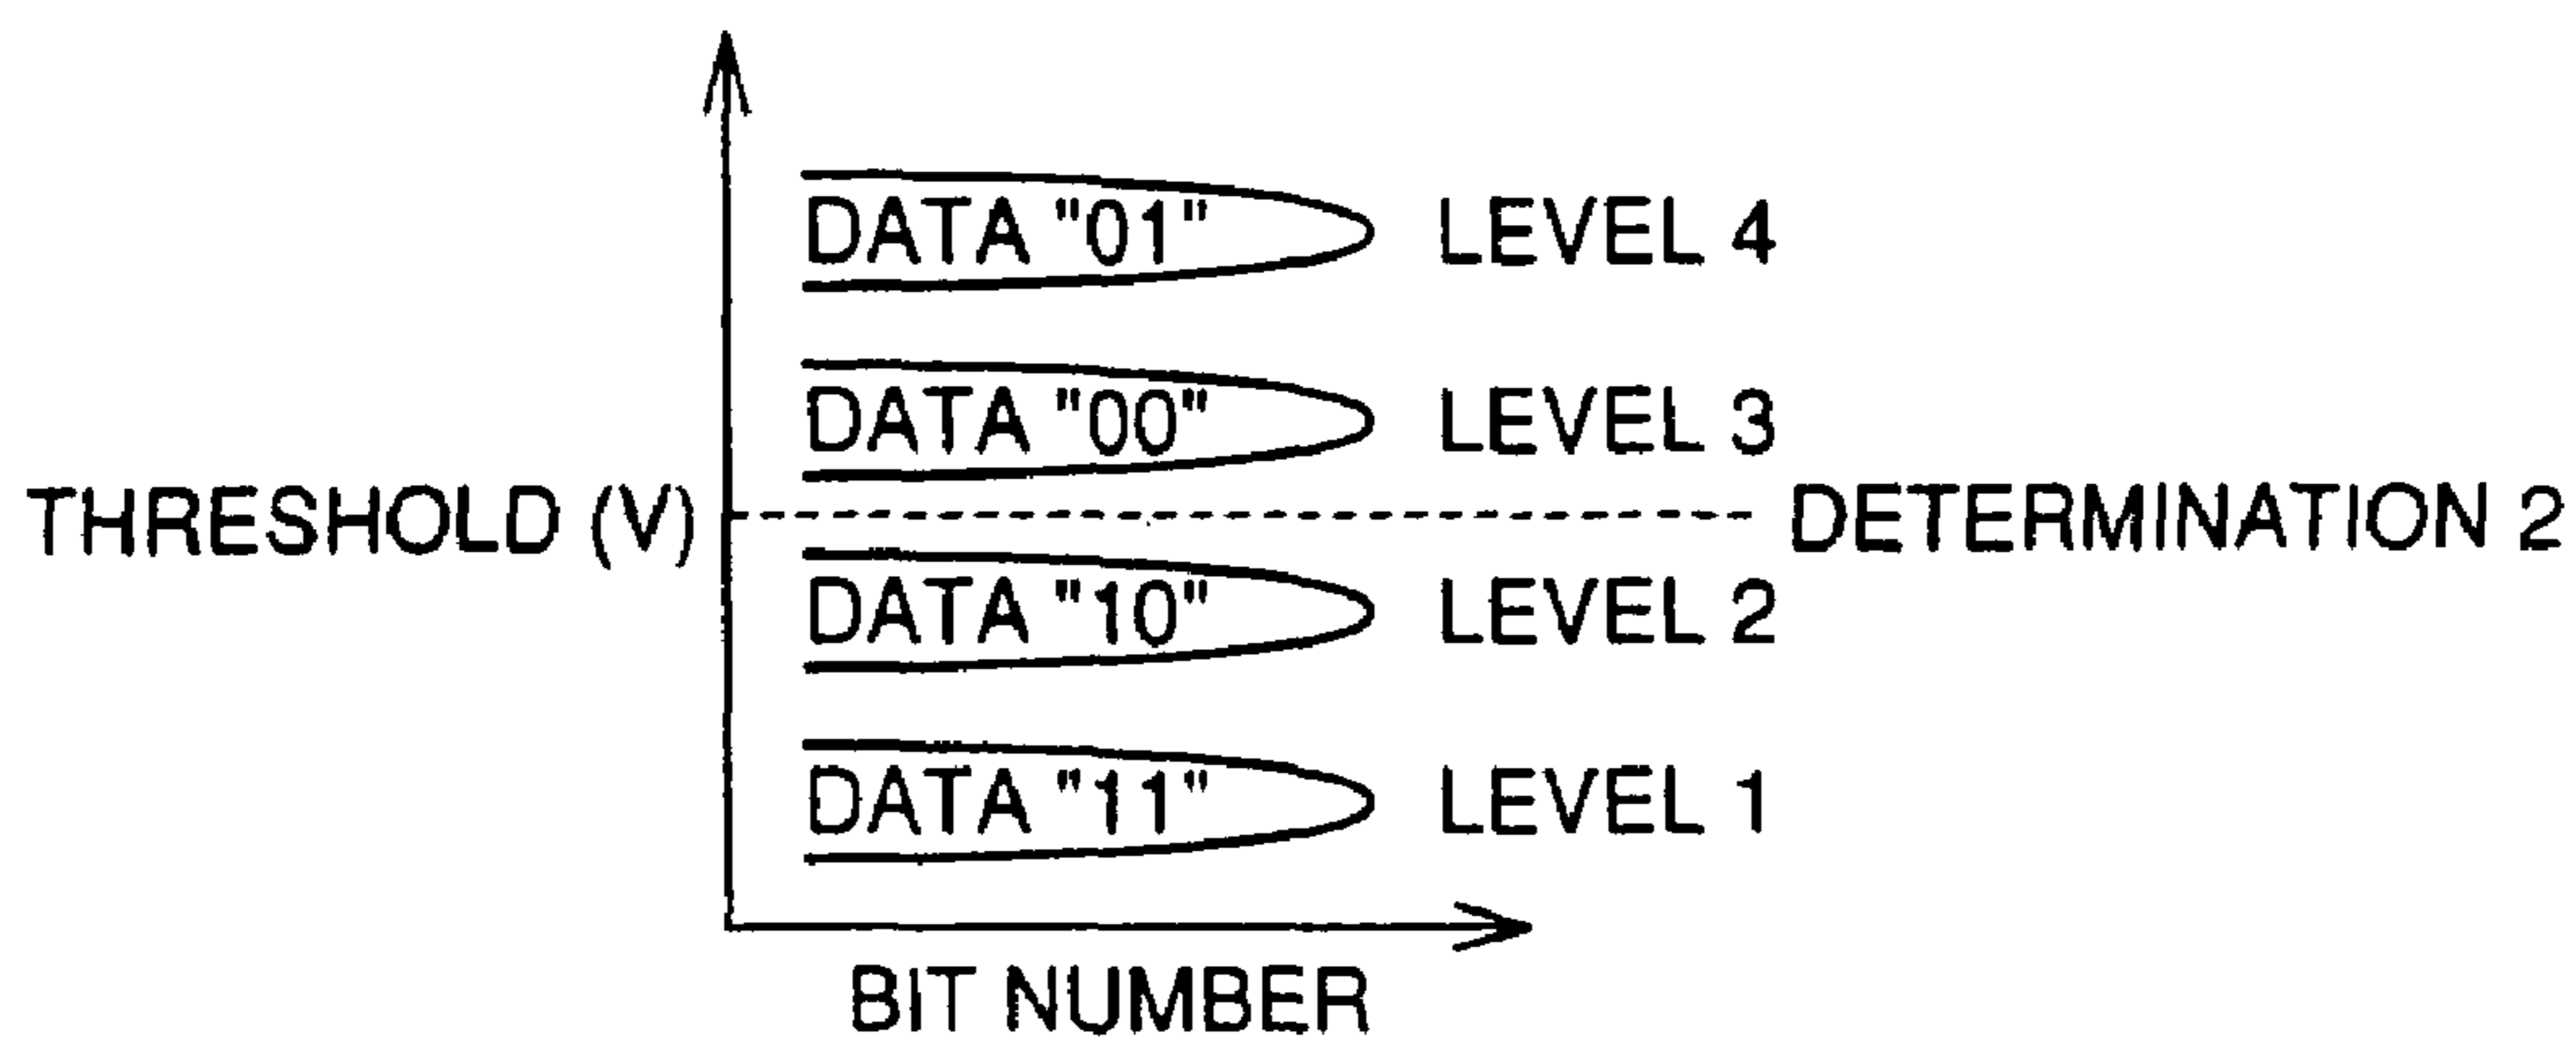 DATA "01" LEVEL 4
DATA "00" LEVEL 3
THRESHOLD (V) DETERMINATION 2
DATA "10" LEVEL 2
DATA "11" LEVEL 1
BIT NUMBER